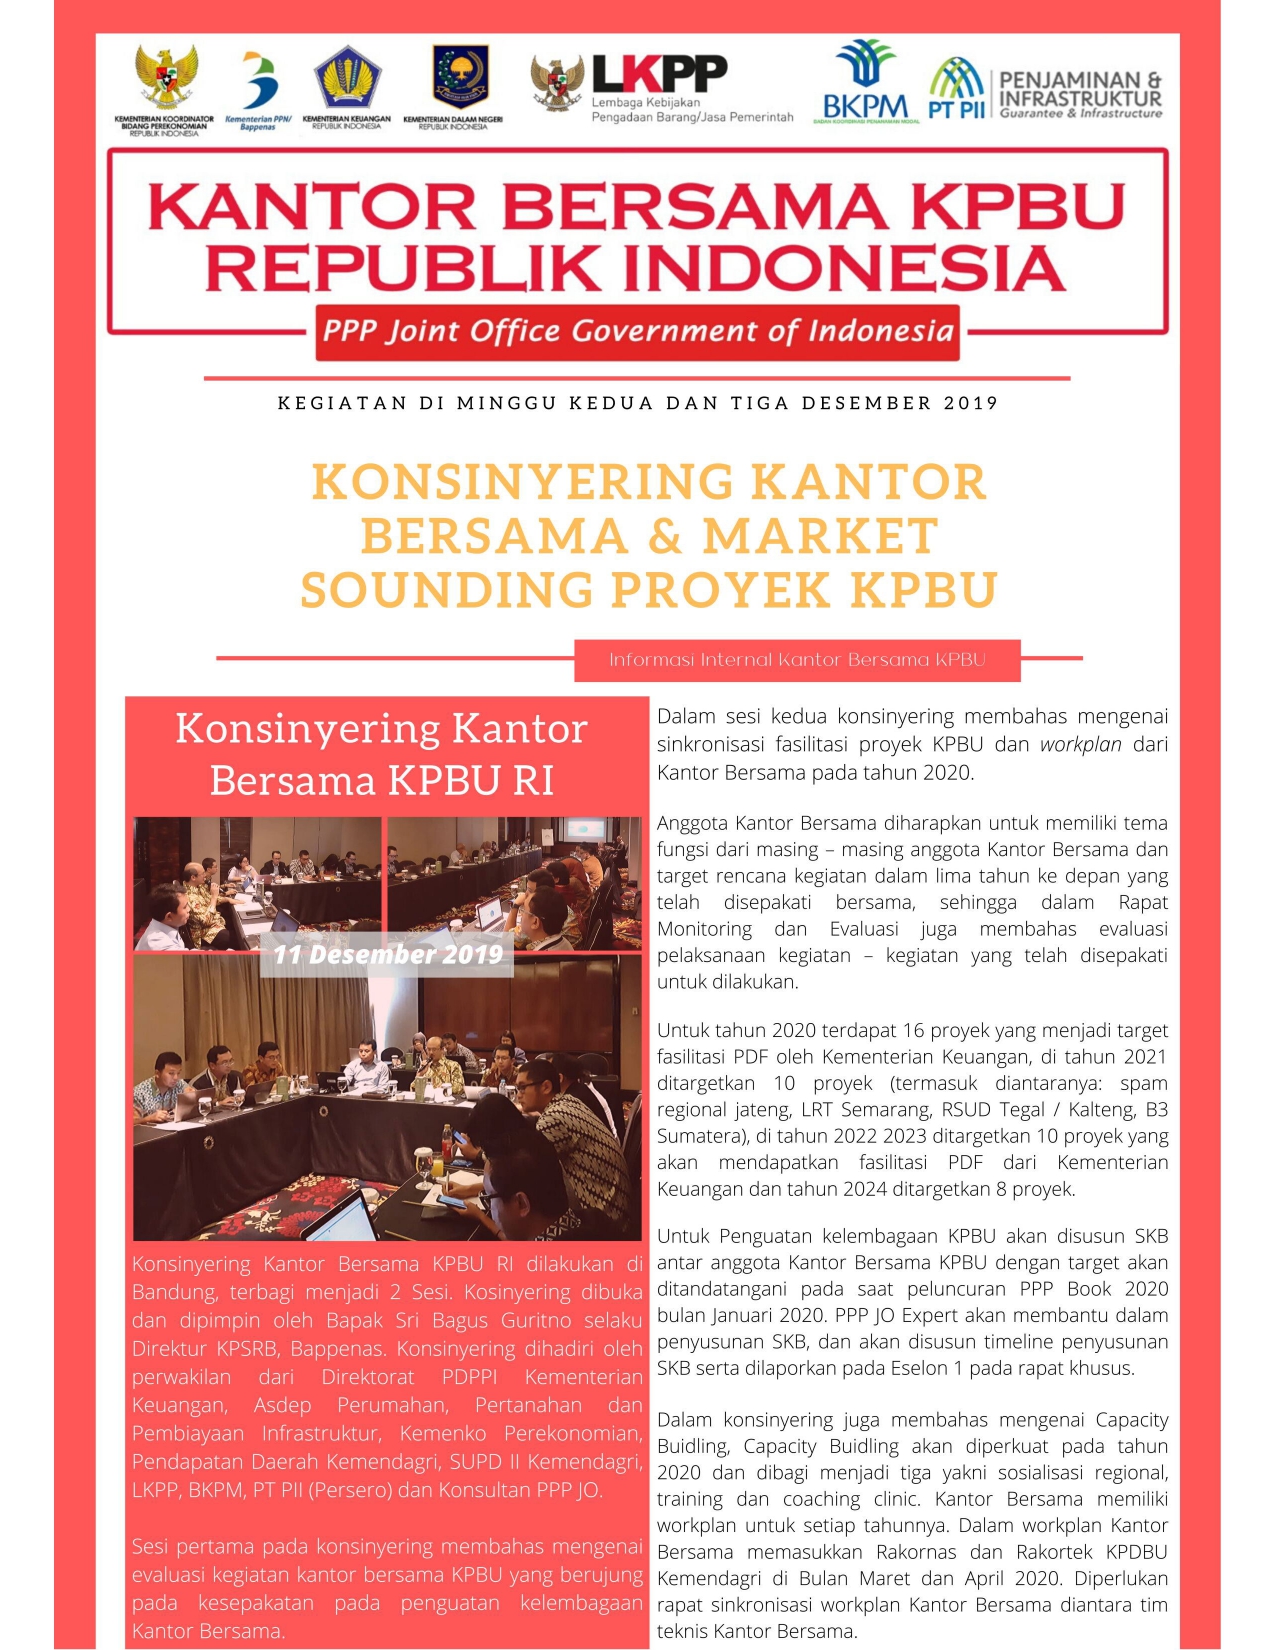 KEMENTERIAN KOORDINATOR
BIDANG PEREKONOMIAN
REPUBLIK INDONESIA
Kementerian PPN/
Bappenas
KEMENTERIAN KEUANGAN
REPUBLIK INDONESIA
KEMENTERIAN DALAM NEGERI
REPUBLIK INDONESIA
LKPP
Lembaga Kebijakan
Pengadaan Barang/Jasa Pemerintah
BKPM
BADAN KOORDINASI PENANAMAN MODAL
PT PII
PENJAMINAN &
INFRASTRUKTUR
Guarantee & Infrastructure
KANTOR BERSAMA KPBU
REPUBLIK INDONESIA
PPP Joint Office Government of Indonesia
KEGIATAN DI MINGGU KEDUA DAN TIGA DESEMBER 2019
KONSINYERING KANTOR
BERSAMA & MARKET
SOUNDING PROYEK KPBU
Informasi Internal Kantor Bersama KPBU
Konsinyering Kantor
Bersama KPBU RI
11 Desember 2019
Konsinyering Kantor Bersama KPBU RI dilakukan di
Bandung, terbagi menjadi 2 Sesi. Kosinyering dibuka
dan dipimpin oleh Bapak Sri Bagus Guritno selaku
Direktur KPSRB, Bappenas. Konsinyering dihadiri oleh
perwakilan dari Direktorat PDPPI Kementerian
Keuangan, Asdep Perumahan, Pertanahan dan
Pembiayaan Infrastruktur, Kemenko Perekonomian,
Pendapatan Daerah Kemendagri, SUPD II Kemendagri,
LKPP, BKPM, PT PII (Persero) dan Konsultan PPP JO.
Sesi pertama pada konsinyering membahas mengenai
evaluasi kegiatan kantor bersama KPBU yang berujung
pada kesepakatan pada penguatan kelembagaan
Kantor Bersama.
Dalam sesi kedua konsinyering membahas mengenai
sinkronisasi fasilitasi proyek KPBU dan workplan dari
Kantor Bersama pada tahun 2020.
Anggota Kantor Bersama diharapkan untuk memiliki tema
fungsi dari masing – masing anggota Kantor Bersama dan
target rencana kegiatan dalam lima tahun ke depan yang
telah disepakati bersama, sehingga dalam Rapat
Monitoring dan Evaluasi juga membahas evaluasi
pelaksanaan kegiatan – kegiatan yang telah disepakati
untuk dilakukan.
Untuk tahun 2020 terdapat 16 proyek yang menjadi target
fasilitasi PDF oleh Kementerian Keuangan, di tahun 2021
ditargetkan 10 proyek (termasuk diantaranya: spam
regional jateng, LRT Semarang, RSUD Tegal / Kalteng, B3
Sumatera), di tahun 2022 2023 ditargetkan 10 proyek yang
akan mendapatkan fasilitasi PDF dari Kementerian
Keuangan dan tahun 2024 ditargetkan 8 proyek.
Untuk Penguatan kelembagaan KPBU akan disusun SKB
antar anggota Kantor Bersama KPBU dengan target akan
ditandatangani pada saat peluncuran PPP Book 2020
bulan Januari 2020. PPP JO Expert akan membantu dalam
penyusunan SKB, dan akan disusun timeline penyusunan
SKB serta dilaporkan pada Eselon 1 pada rapat khusus.
Dalam konsinyering juga membahas mengenai Capacity
Buidling, Capacity Buidling akan diperkuat pada tahun
2020 dan dibagi menjadi tiga yakni sosialisasi regional,
training dan coaching clinic. Kantor Bersama memiliki
workplan untuk setiap tahunnya. Dalam workplan Kantor
Bersama memasukkan Rakornas dan Rakortek KPDBU
Kemendagri di Bulan Maret dan April 2020. Diperlukan
rapat sinkronisasi workplan Kantor Bersama diantara tim
teknis Kantor Bersama.